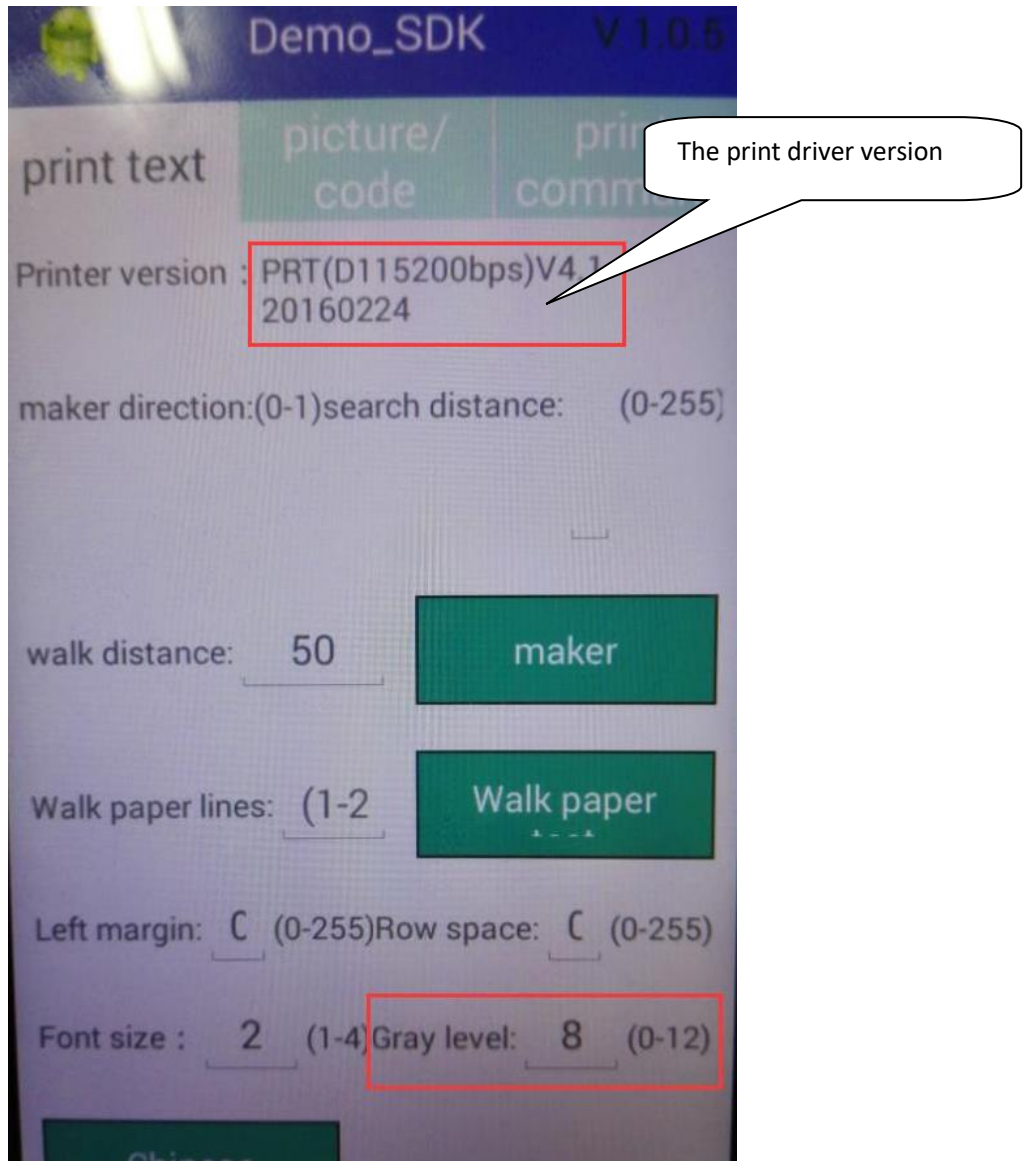 Demo_SDK V 1.0.5
print text
picture/
code
The print driver version
Printer version : PRT(D115200bps)V4.1
20160224
maker direction:(0-1)search distance: (0-255)
walk distance: 50
maker
Walk paper lines: (1-2
Walk paper
Left margin: (0-255)Row space: (0-255)
Font size : 2 (1-4)Gray level: 8 (0-12)